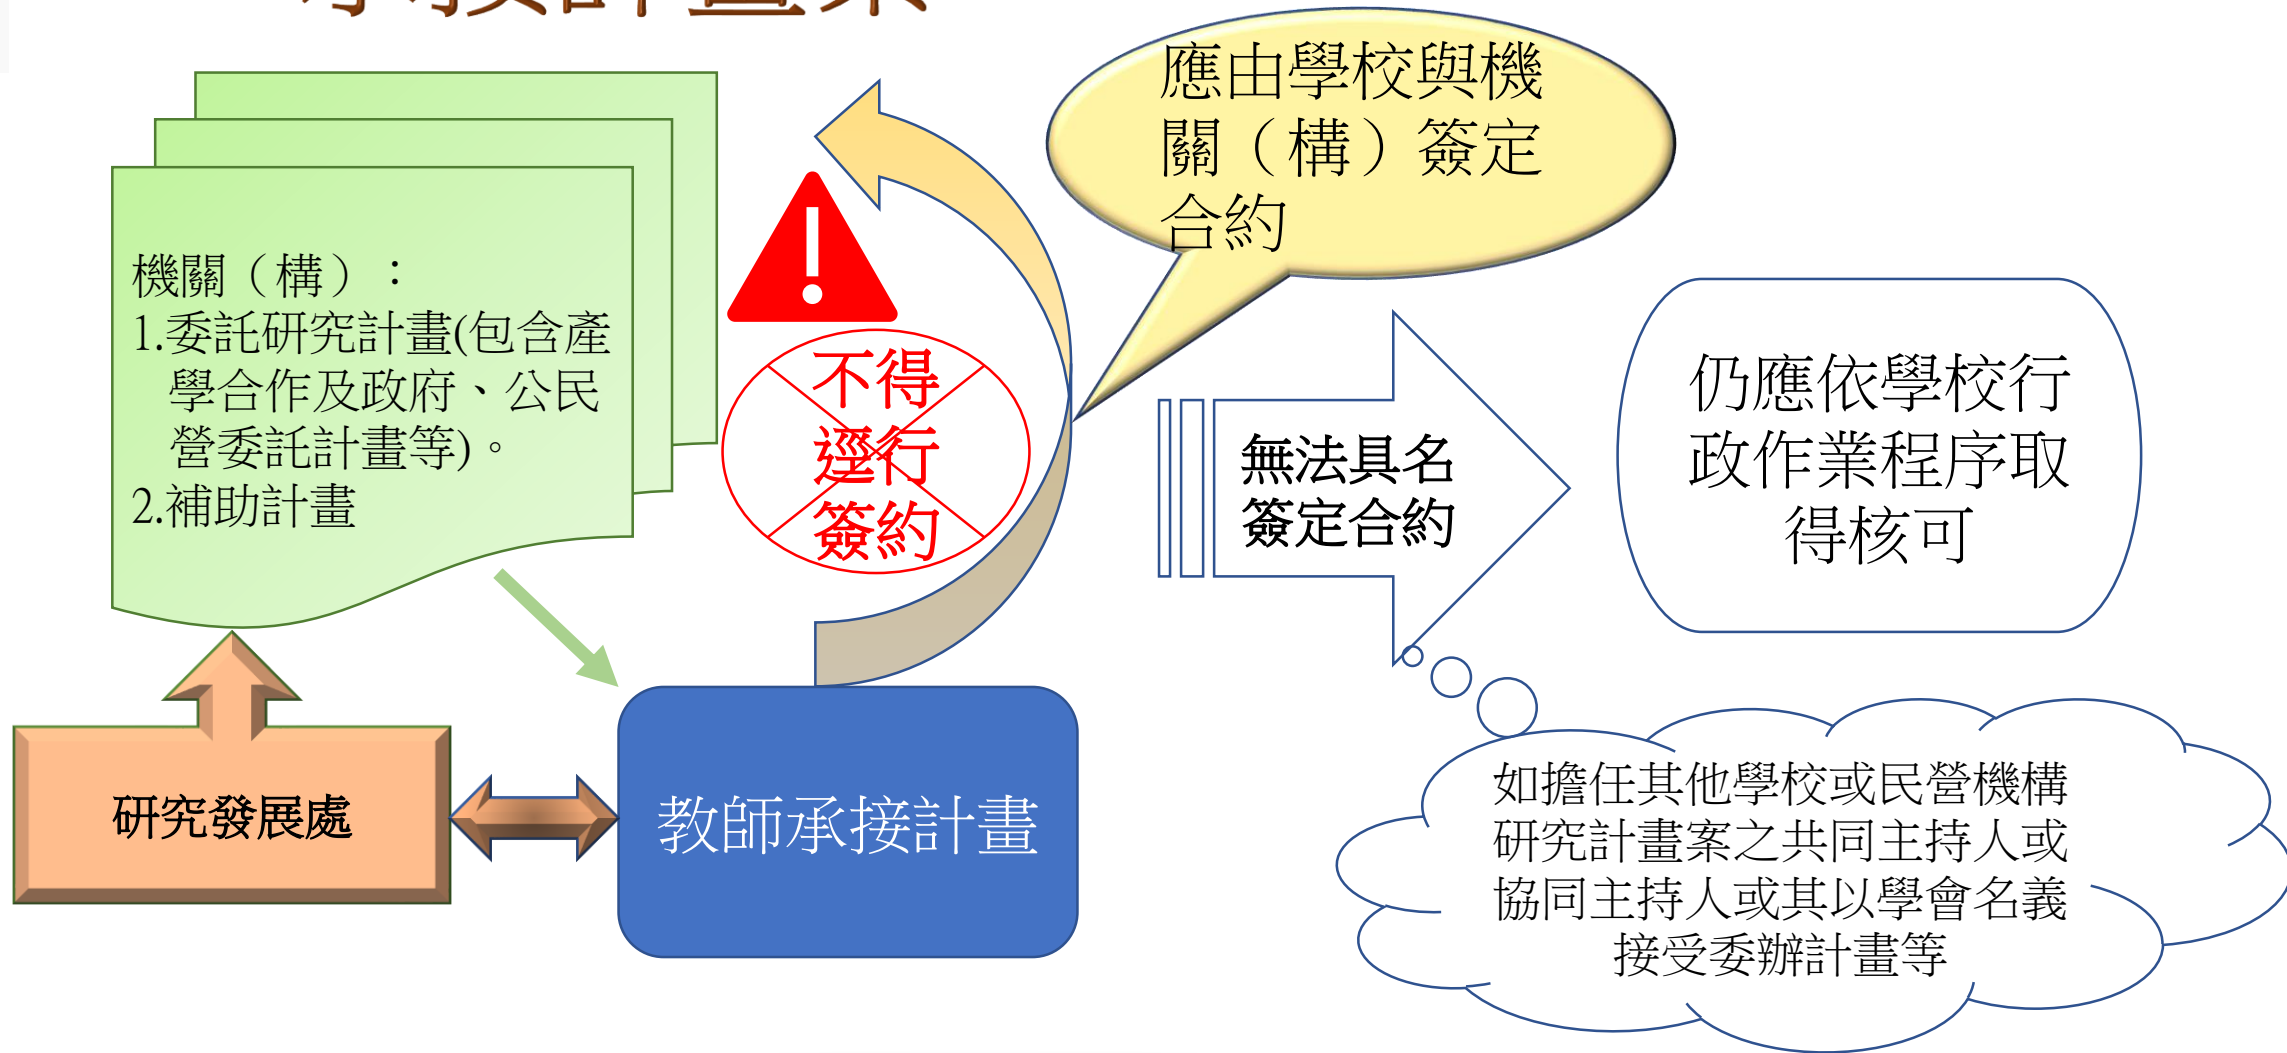 承接計畫案
應由學校與機
關（構）簽定
合約
機關（構）：
1.委託研究計畫(包含產
學合作及政府、公民
營委託計畫等)。
2.補助計畫
不得
逕行
簽約
無法具名
簽定合約
仍應依學校行
政作業程序取
得核可
研究發展處
教師承接計畫
如擔任其他學校或民營機構
研究計畫案之共同主持人或
協同主持人或其以學會名義
接受委辦計畫等